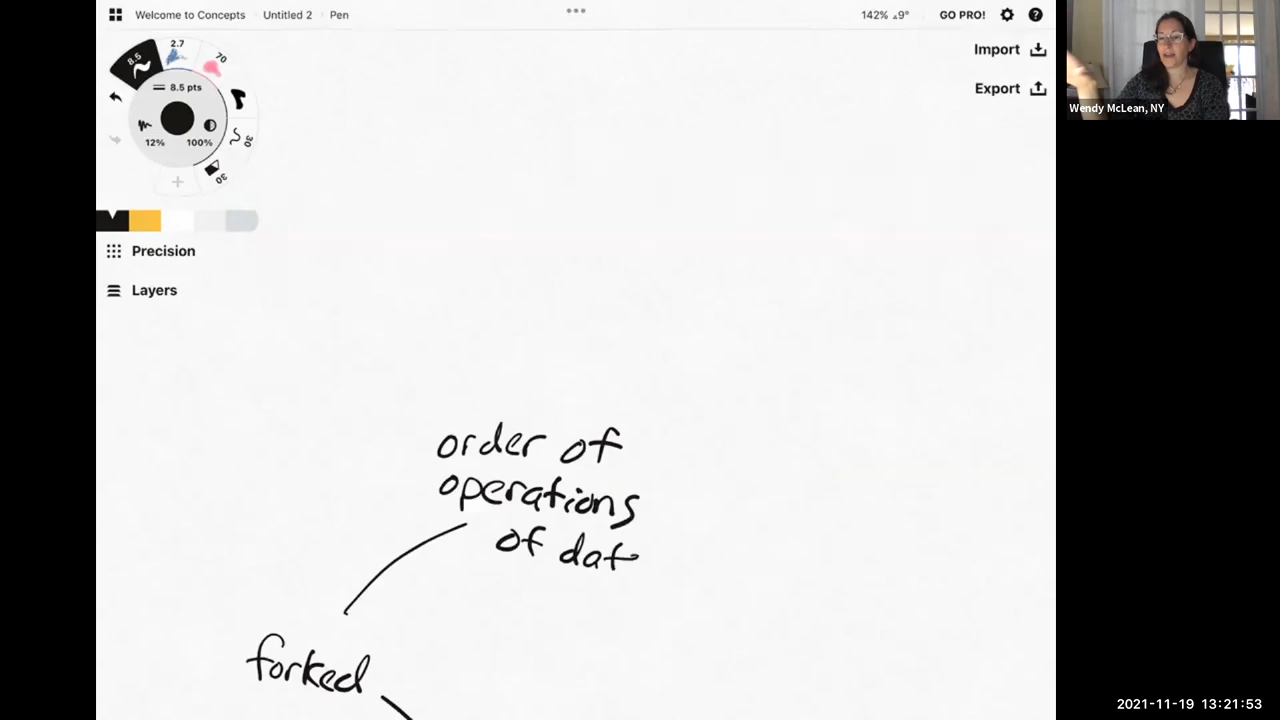 Welcome to Concepts Untitled 2 Pen 142% 9° GO PRO!
Import
Export
8.5 2.7 70
8.5 pts
12% 100%
30
30
Precision
Layers
Wendy McLean, NY
order of
operations
of dat
forked
2021-11-19 13:21:53